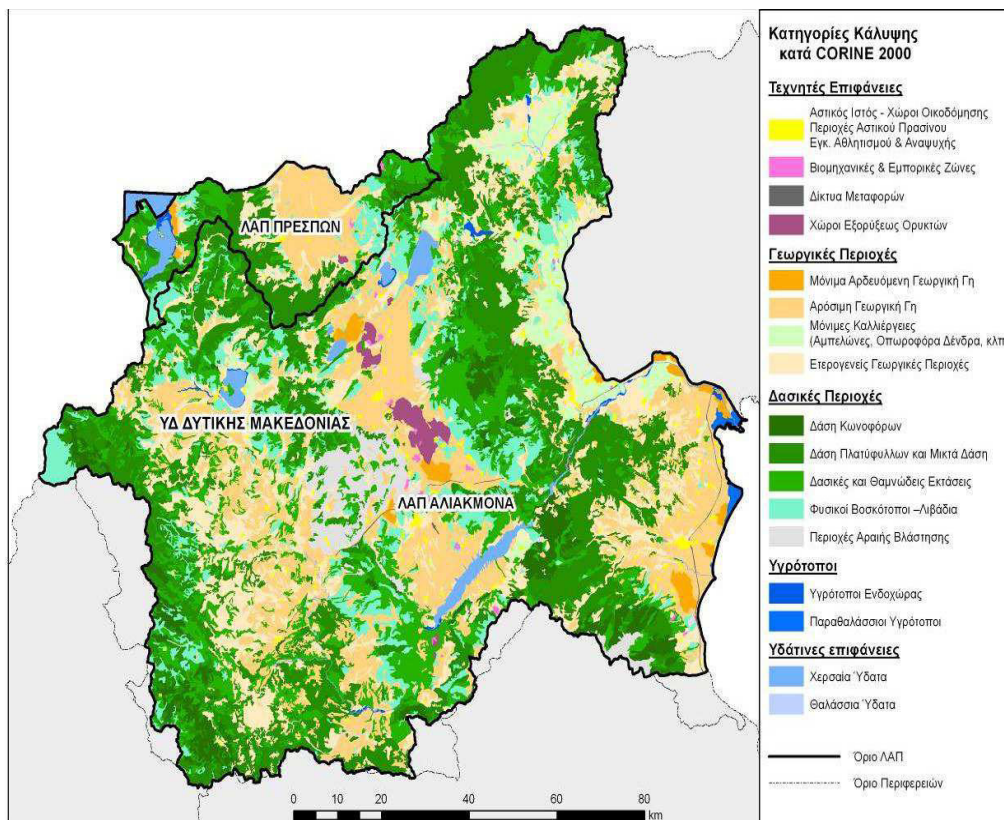 ΛΑΠ ΠΡΕΣΠΩΝ
ΥΔ ΔΥΤΙΚΗΣ ΜΑΚΕΔΟΝΙΑΣ
ΛΑΠ ΑΛΙΑΚΜΟΝΑ
0 10 20 40 60 80
km
Κατηγορίες Κάλυψης
κατά CORINE 2000
Τεχνητές Επιφάνειες
Αστικός Ιστός - Χώροι Οικοδόμησης
Περιοχές Αστικού Πρασίνου
Εγκ. Αθλητισμού & Αναψυχής
Βιομηχανικές & Εμπορικές Ζώνες
Δίκτυα Μεταφορών
Χώροι Εξορύξεως Ορυκτών
Γεωργικές Περιοχές
Μόνιμα Αρδευόμενη Γεωργική Γη
Αρόσιμη Γεωργική Γη
Μόνιμες Καλλιέργειες
(Αμπελώνες, Οπωροφόρα Δένδρα, κλπ
Ετερογενείς Γεωργικές Περιοχές
Δασικές Περιοχές
Δάση Κωνοφόρων
Δάση Πλατύφυλλων και Μικτά Δάση
Δασικές και Θαμνώδεις Εκτάσεις
Φυσικοί Βοσκότοποι –Λιβάδια
Περιοχές Αραιής Βλάστησης
Υγρότοποι
Υγρότοποι Ενδοχώρας
Παραθαλάσσιοι Υγρότοποι
Υδάτινες επιφάνειες
Χερσαία Ύδατα
Θαλάσσια Ύδατα
Όριο ΛΑΠ
Όριο Περιφερειών